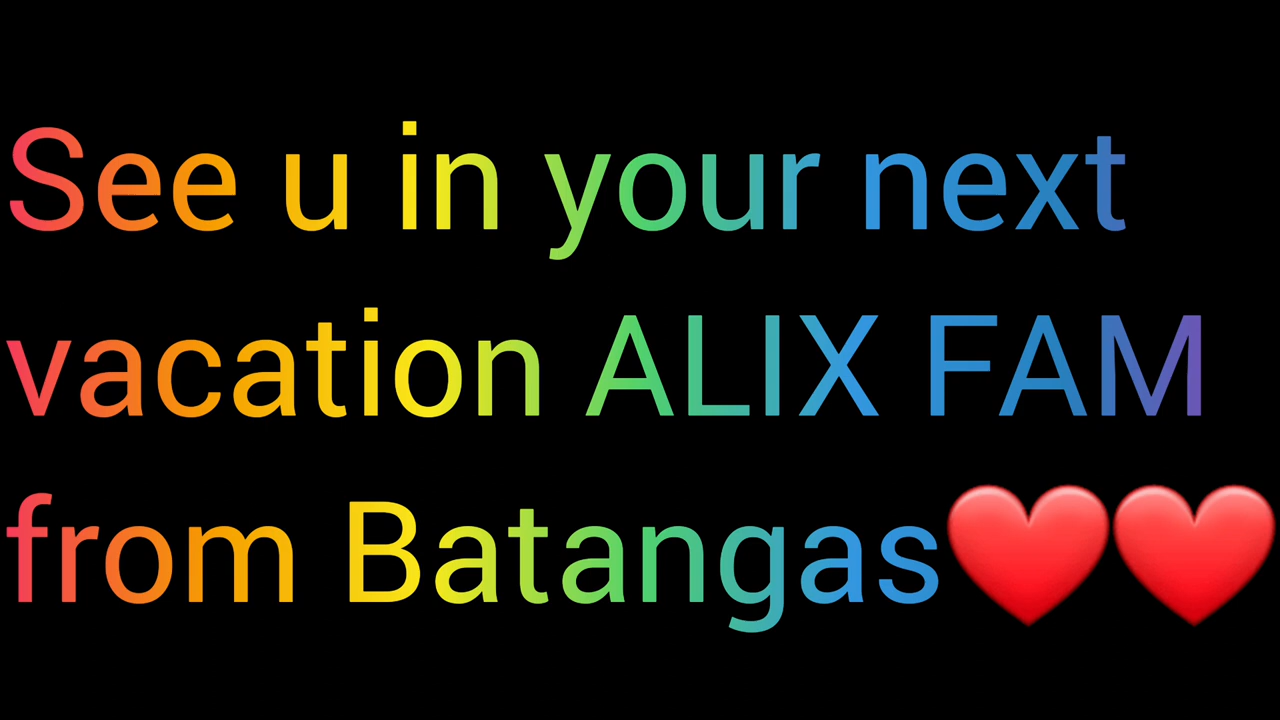 See u in your next
vacation ALIX FAM
from Batangas❤️❤️